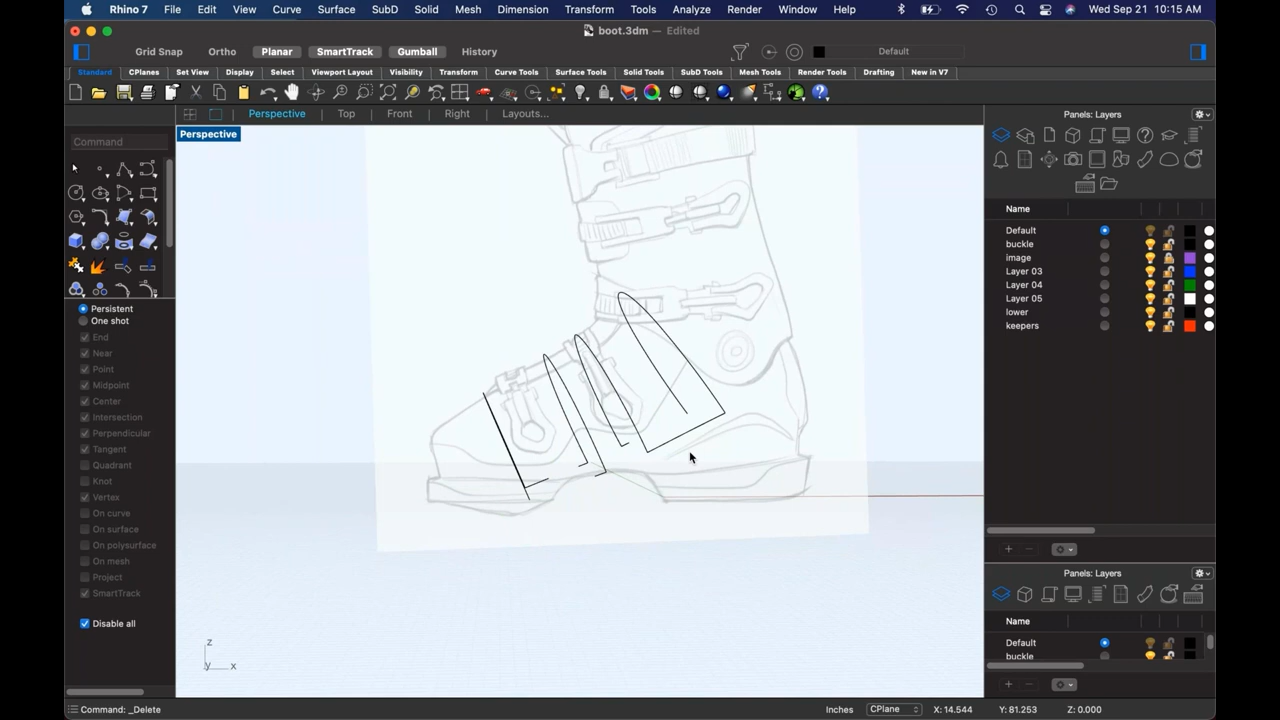 Rhino 7 File Edit View Curve Surface SubD Solid Mesh Dimension Transform Tools Analyze Render Window Help Wed Sep 21 10:15 AM
boot.3dm — Edited
Grid Snap Ortho Planar SmartTrack Gumball History Default
Standard CPlanes Set View Display Select Viewport Layout Visibility Transform Curve Tools Surface Tools Solid Tools SubD Tools Mesh Tools Render Tools Drafting New in V7
Perspective Top Front Right Layouts... Panels: Layers
Perspective
Command
Name
Default
buckle
image
Layer 03
Layer 04
Layer 05
lower
keepers
Persistent
One shot
End
Near
Point
Midpoint
Center
Intersection
Perpendicular
Tangent
Quadrant
Knot
Vertex
On curve
On surface
On polysurface
On mesh
Project
SmartTrack
Disable all
Panels: Layers
Name
Default
buckle
z
y x
Command: _Delete Inches CPlane X: 14.544 Y: 81.253 Z: 0.000